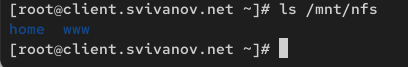 [root@client.svivanov.net ~]# ls /mnt/nfs
home  www
[root@client.svivanov.net ~]#